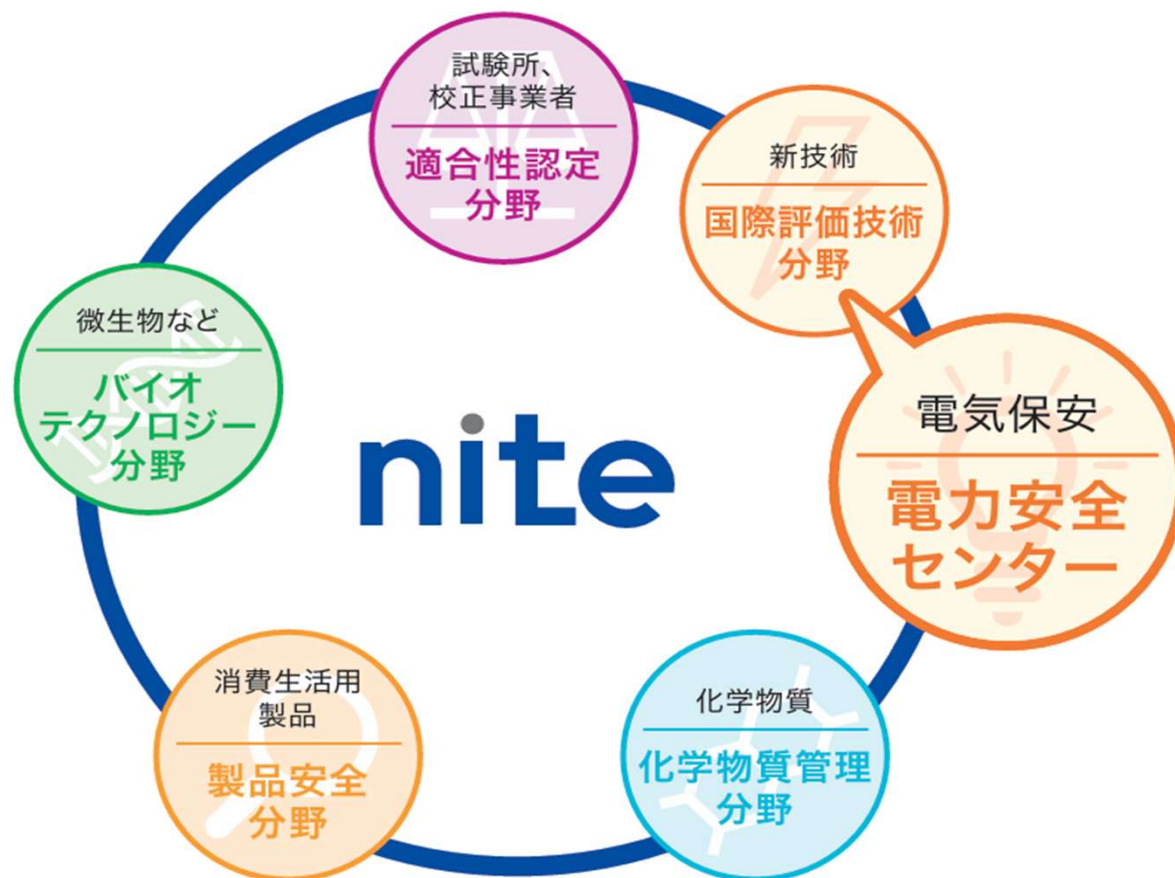 試験所、
校正事業者
適合性認定
分野
新技術
国際評価技術
分野
電気保安
電力安全
センター
微生物など
バイオ
テクノロジー
分野
nite
消費生活用
製品
製品安全
分野
化学物質
化学物質管理
分野